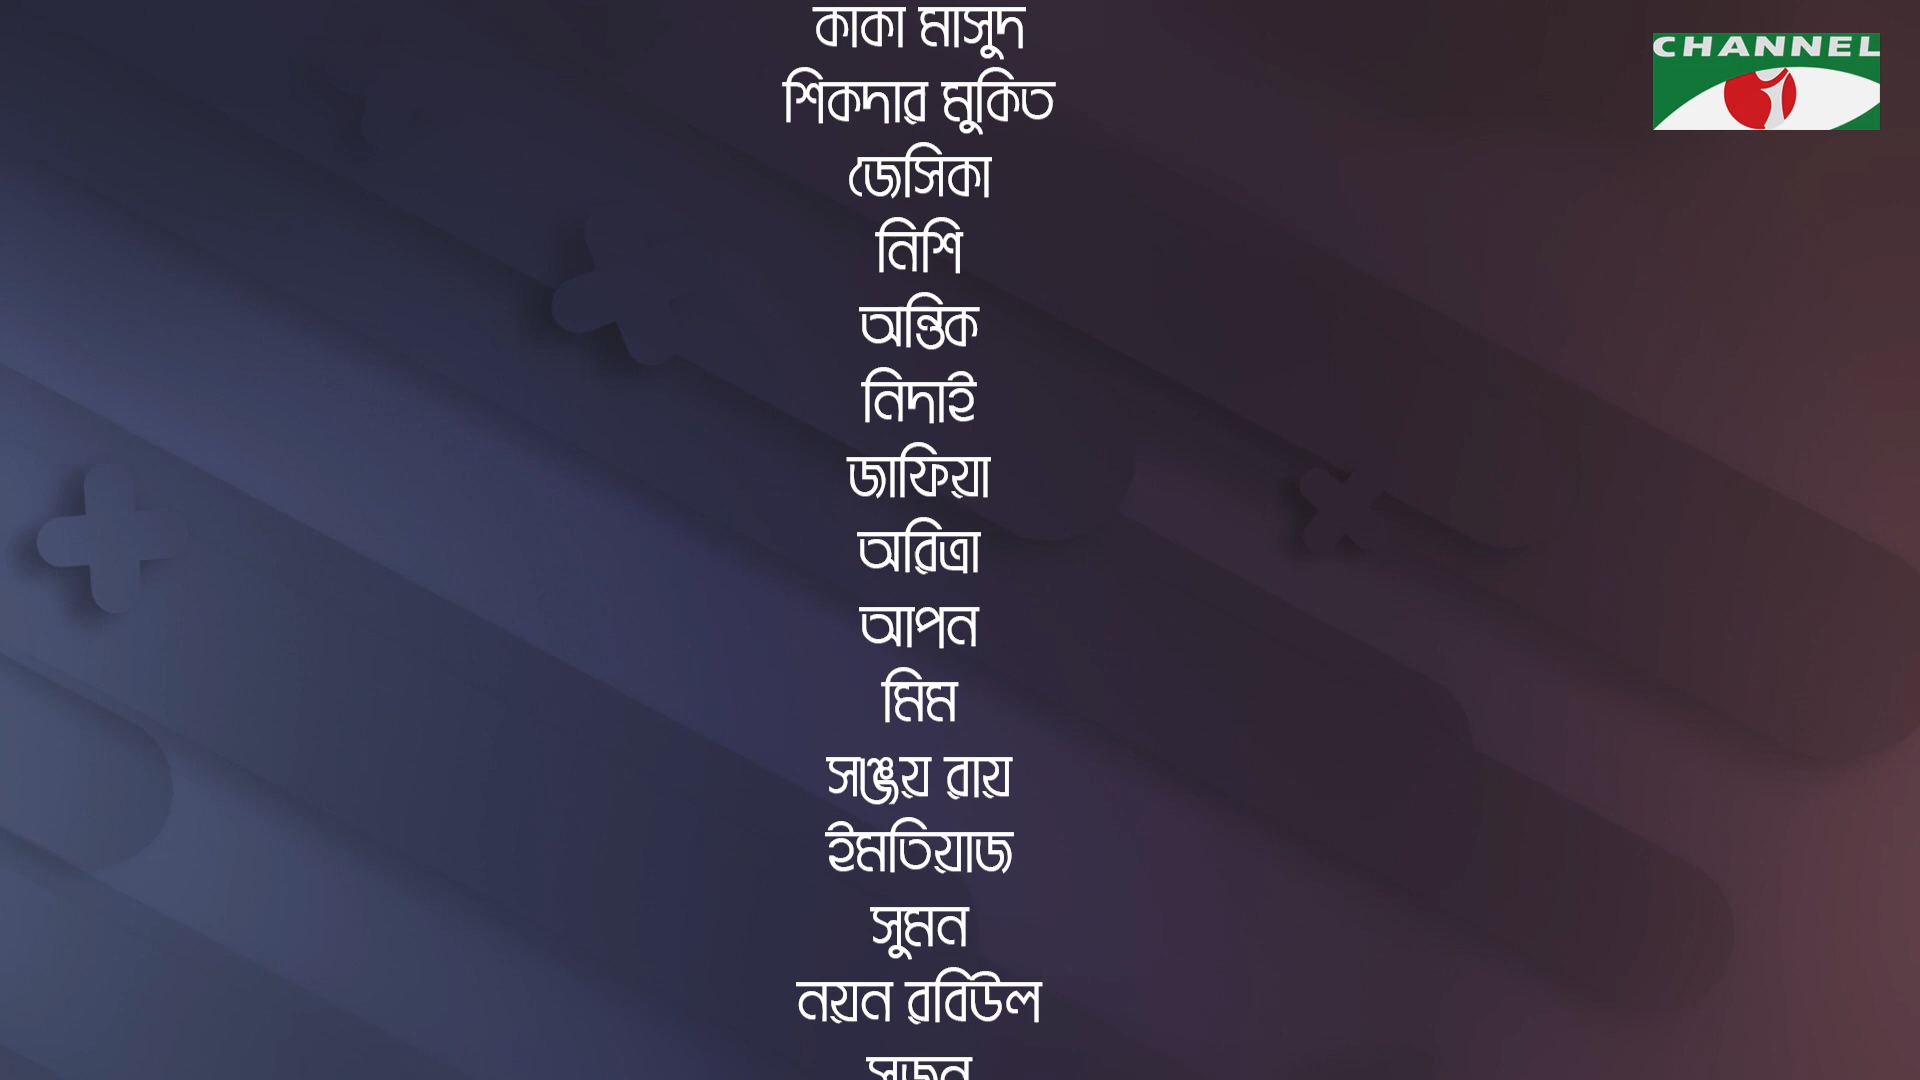 কাকা মাসুদ
CHANNEL
শিকদার মুকিত
জেসিকা
নিশি
অন্তিক
নিদাই
জাফিয়া
অরিত্রা
আপন
মিম
সঞ্জয় রায়
ইমতিয়াজ
সুমন
নয়ন রবিউল